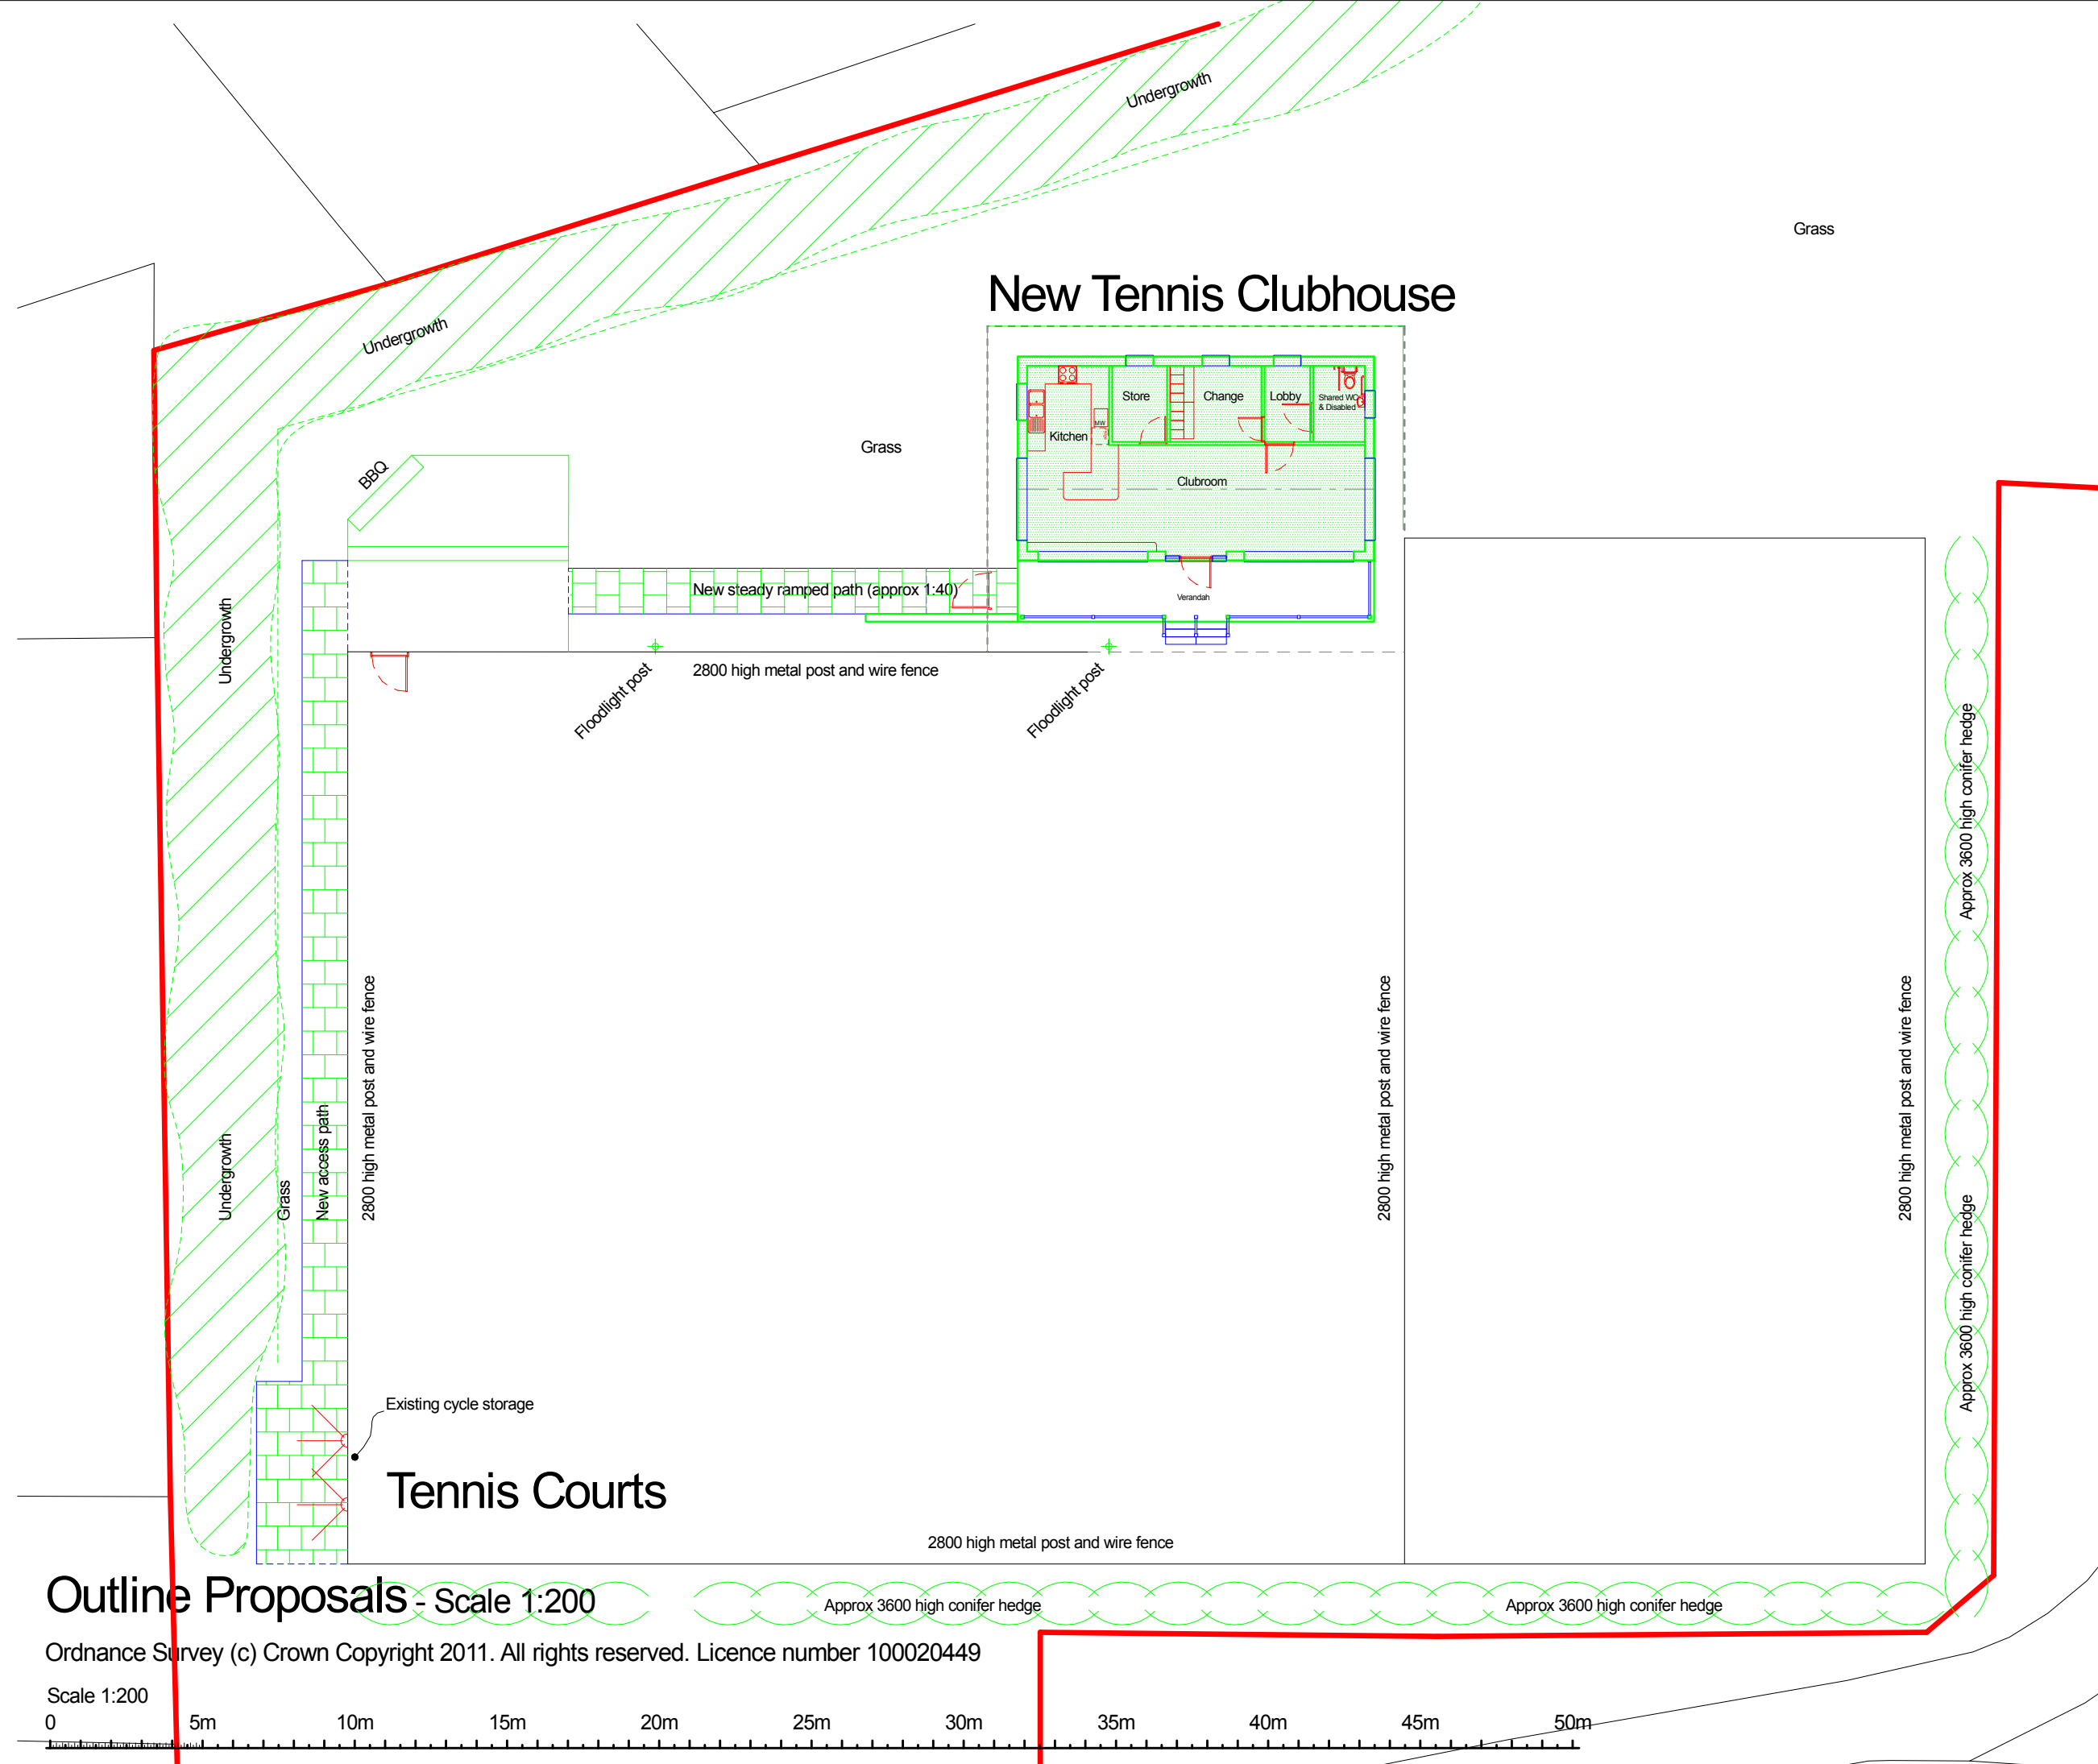 Undergrowth
Grass
New Tennis Clubhouse
Undergrowth
Store
Change
Lobby
Shared WC
& Disabled
MW
Kitchen
Grass
BBQ
Clubroom
New steady ramped path (approx 1:40)
Verandah
Undergrowth
2800 high metal post and wire fence
Floodlight post
Floodlight post
Approx 3600 high conifer hedge
2800 high metal post and wire fence
2800 high metal post and wire fence
2800 high metal post and wire fence
Undergrowth
Grass
New access path
Approx 3600 high conifer hedge
Existing cycle storage
Tennis Courts
2800 high metal post and wire fence
Outline Proposals - Scale 1:200
Approx 3600 high conifer hedge
Approx 3600 high conifer hedge
Ordnance Survey (c) Crown Copyright 2011. All rights reserved. Licence number 100020449
Scale 1:200
0 5m 10m 15m 20m 25m 30m 35m 40m 45m 50m